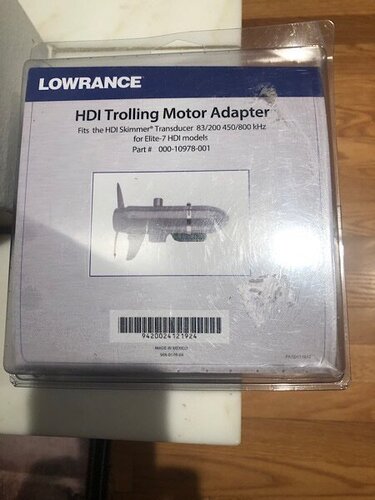 LOWRANCE
HDI Trolling Motor Adapter
Fits the HDI Skimmer® Transducer 83/200 450/800 kHz
for Elite-7 HDI models
Part # 000-10978-001
9420024121924
MADE IN MEXICO